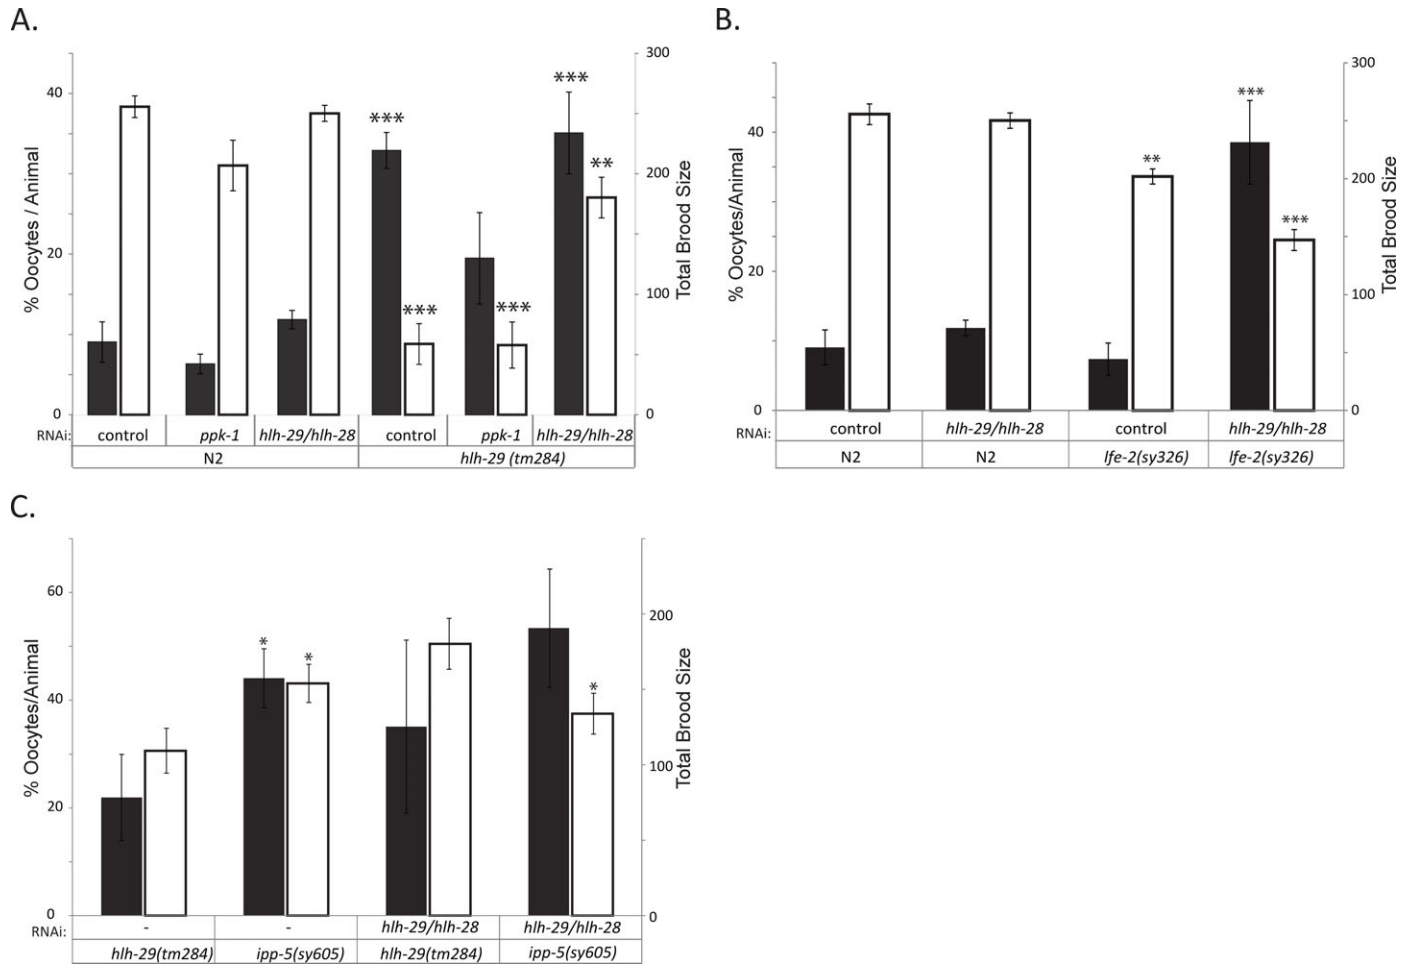 A.
B.
% Oocytes / Animal
40
20
0
***
***
***
***
**
300
200
100
0
Total Brood Size
RNAi: control ppk-1 hlh-29/hlh-28 control ppk-1 hlh-29/hlh-28
N2 hlh-29 (tm284)
% Oocytes/Animal
40
20
0
**
***
***
300
200
100
0
Total Brood Size
RNAi: control hlh-29/hlh-28 control hlh-29/hlh-28
N2 N2 lfe-2(sy326) lfe-2(sy326)
C.
% Oocytes/Animal
60
40
20
0
*
*
*
200
100
0
Total Brood Size
RNAi: - - hlh-29/hlh-28 hlh-29/hlh-28
hlh-29(tm284) ipp-5(sy605) hlh-29(tm284) ipp-5(sy605)